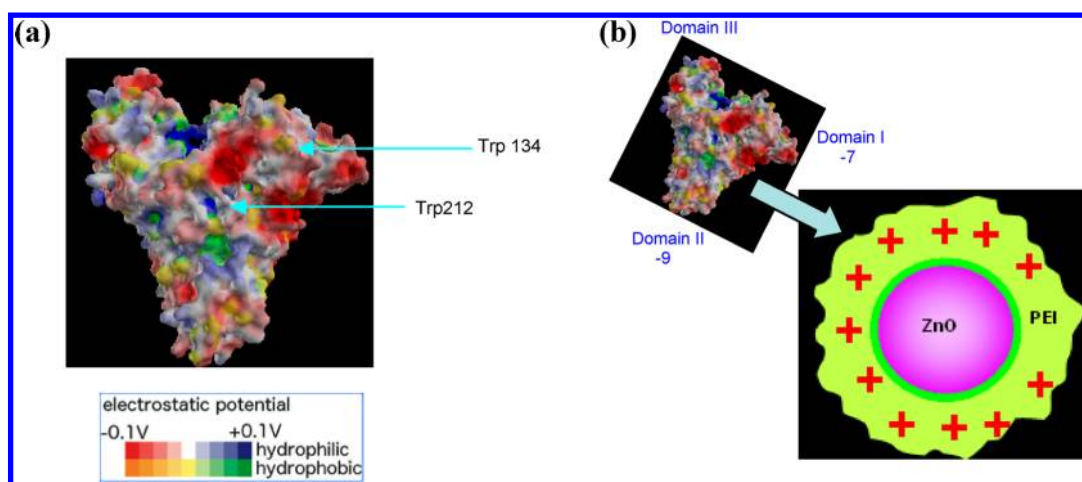 (a)
Trp 134
Trp212
electrostatic potential
-0.1V +0.1V
hydrophilic
hydrophobic
(b)
Domain III
Domain I
-7
Domain II
-9
ZnO
PEI
+ + +
+ +
+
+ +
+ + +